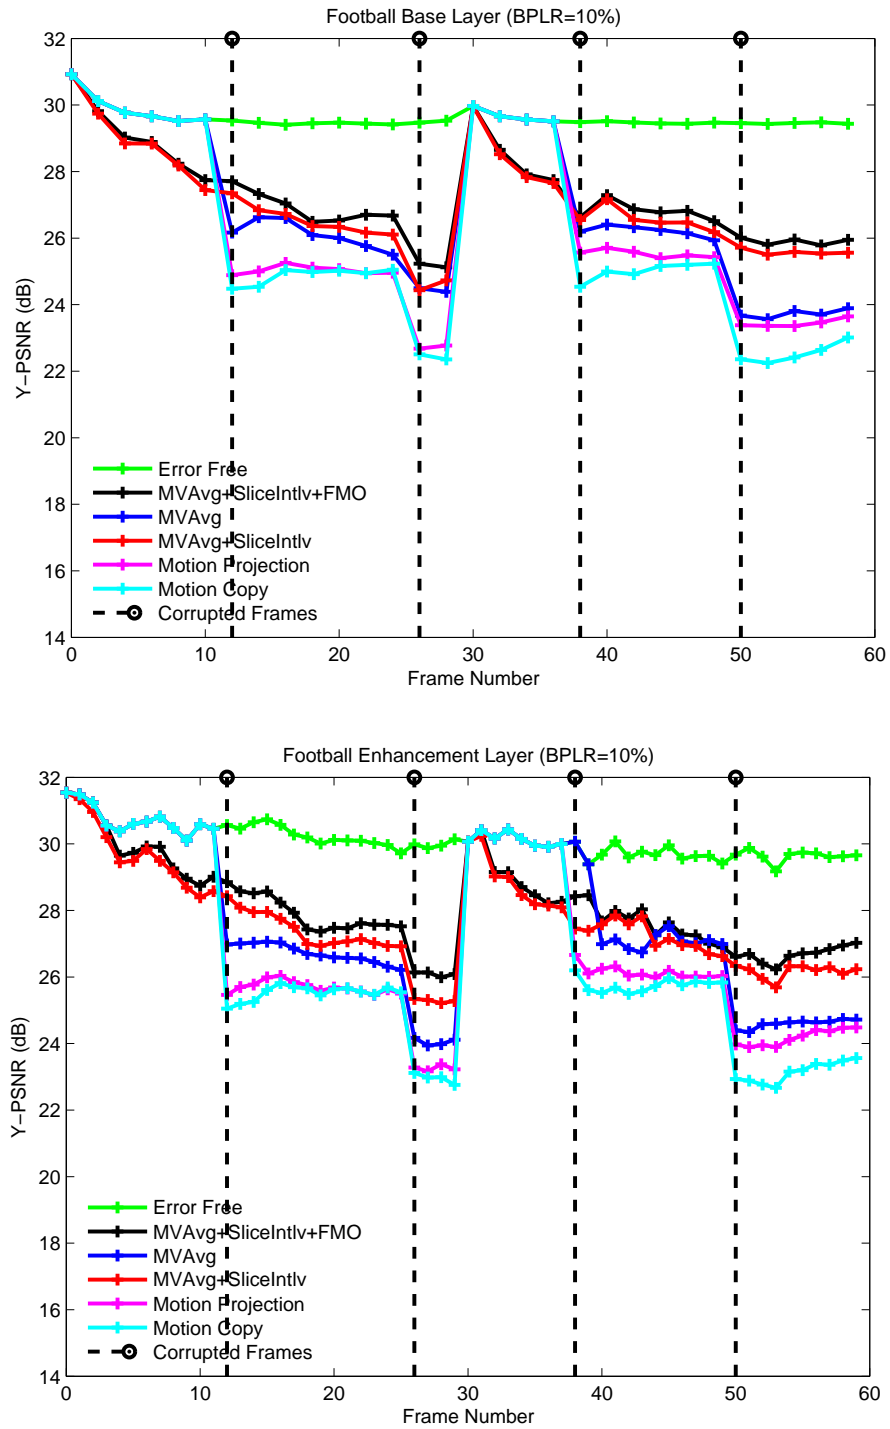 Football Base Layer (BPLR=10%)
32
30
28
26
24
22
20
18
16
14
Y−PSNR (dB)
Error Free
MVAvg+SliceIntlv+FMO
MVAvg
MVAvg+SliceIntlv
Motion Projection
Motion Copy
Corrupted Frames
0 10 20 30 40 50 60
Frame Number
Football Enhancement Layer (BPLR=10%)
32
30
28
26
24
22
20
18
16
14
Y−PSNR (dB)
Error Free
MVAvg+SliceIntlv+FMO
MVAvg
MVAvg+SliceIntlv
Motion Projection
Motion Copy
Corrupted Frames
0 10 20 30 40 50 60
Frame Number